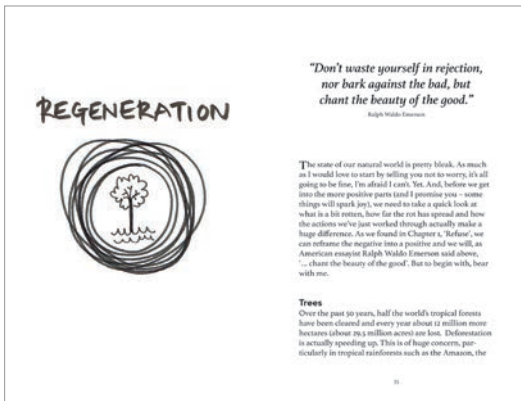 REGENERATION
“Don’t waste yourself in rejection,
nor bark against the bad, but
chant the beauty of the good.”
Ralph Waldo Emerson
The state of our natural world is pretty bleak. As much
as I would love to start by telling you not to worry, it’s all
going to be fine, I’m afraid I can’t. Yet. And, before we get
into the more positive parts (and I promise you – some
things will spark joy), we need to take a quick look at
what is a bit rotten, how far the rot has spread and how
the actions we’ve just worked through actually make a
huge difference. As we found in Chapter 1, ‘Refuse’, we
can reframe the negative into a positive and we will, as
American essayist Ralph Waldo Emerson said above,
‘... chant the beauty of the good’. But to begin with, bear
with me.
Trees
Over the past 50 years, half the world’s tropical forests
have been cleared and every year about 12 million more
hectares (about 29.5 million acres) are lost. Deforestation
is actually speeding up. This is of huge concern, par-
ticularly in tropical rainforests such as the Amazon, the